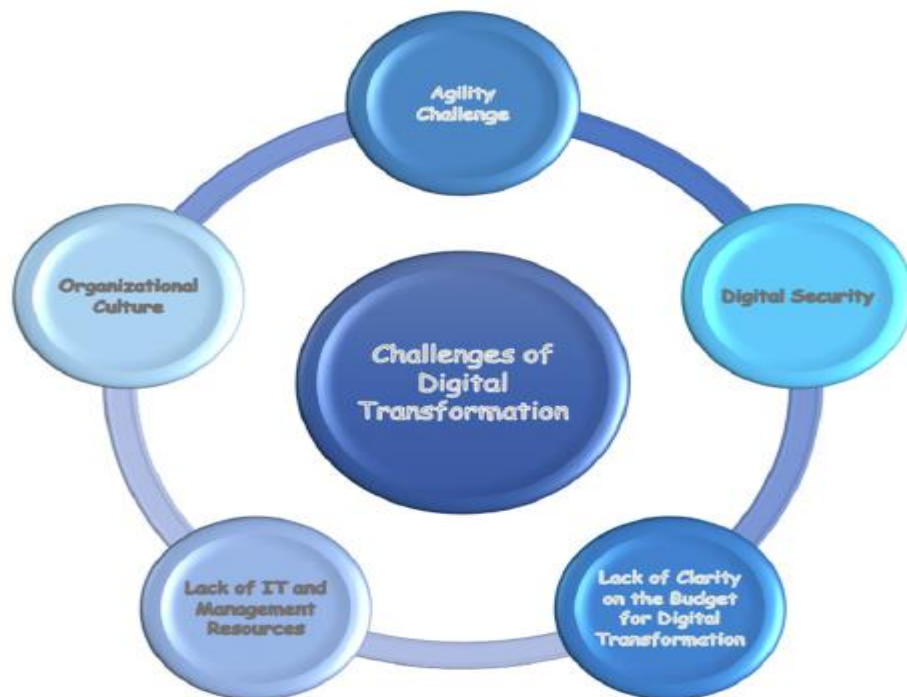 Agility
Challenge
Digital Security
Lack of Clarity
on the Budget
for Digital
Transformation
Lack of IT and
Management
Resources
Organizational
Culture
Challenges of
Digital
Transformation